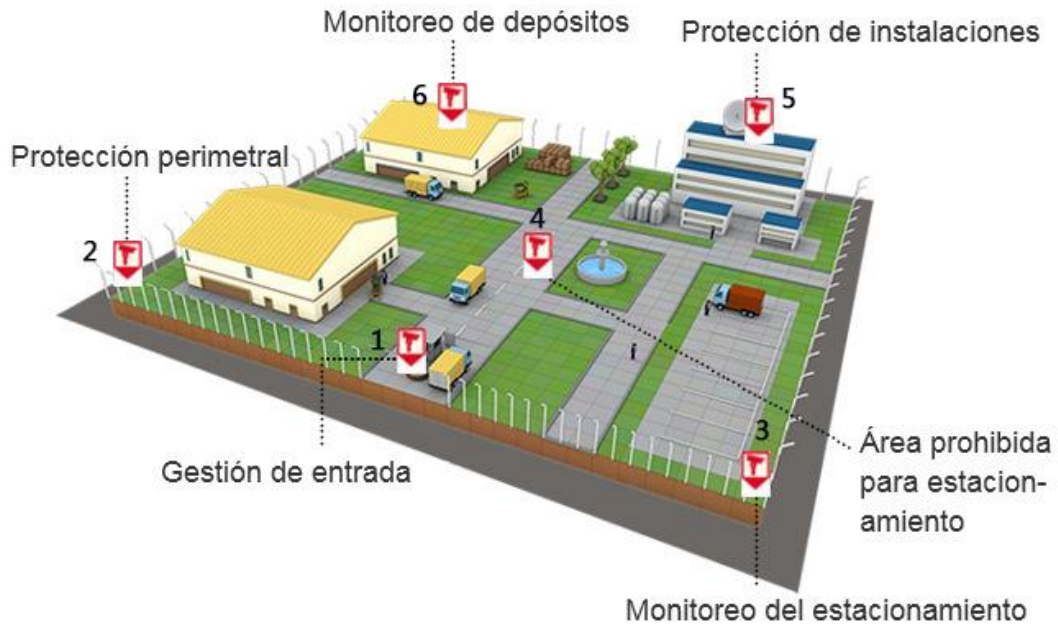 Monitoreo de depósitos
Protección de instalaciones
6
5
Protección perimetral
4
2
1
3
Área prohibida
para estacion-
amiento
Gestión de entrada
Monitoreo del estacionamiento